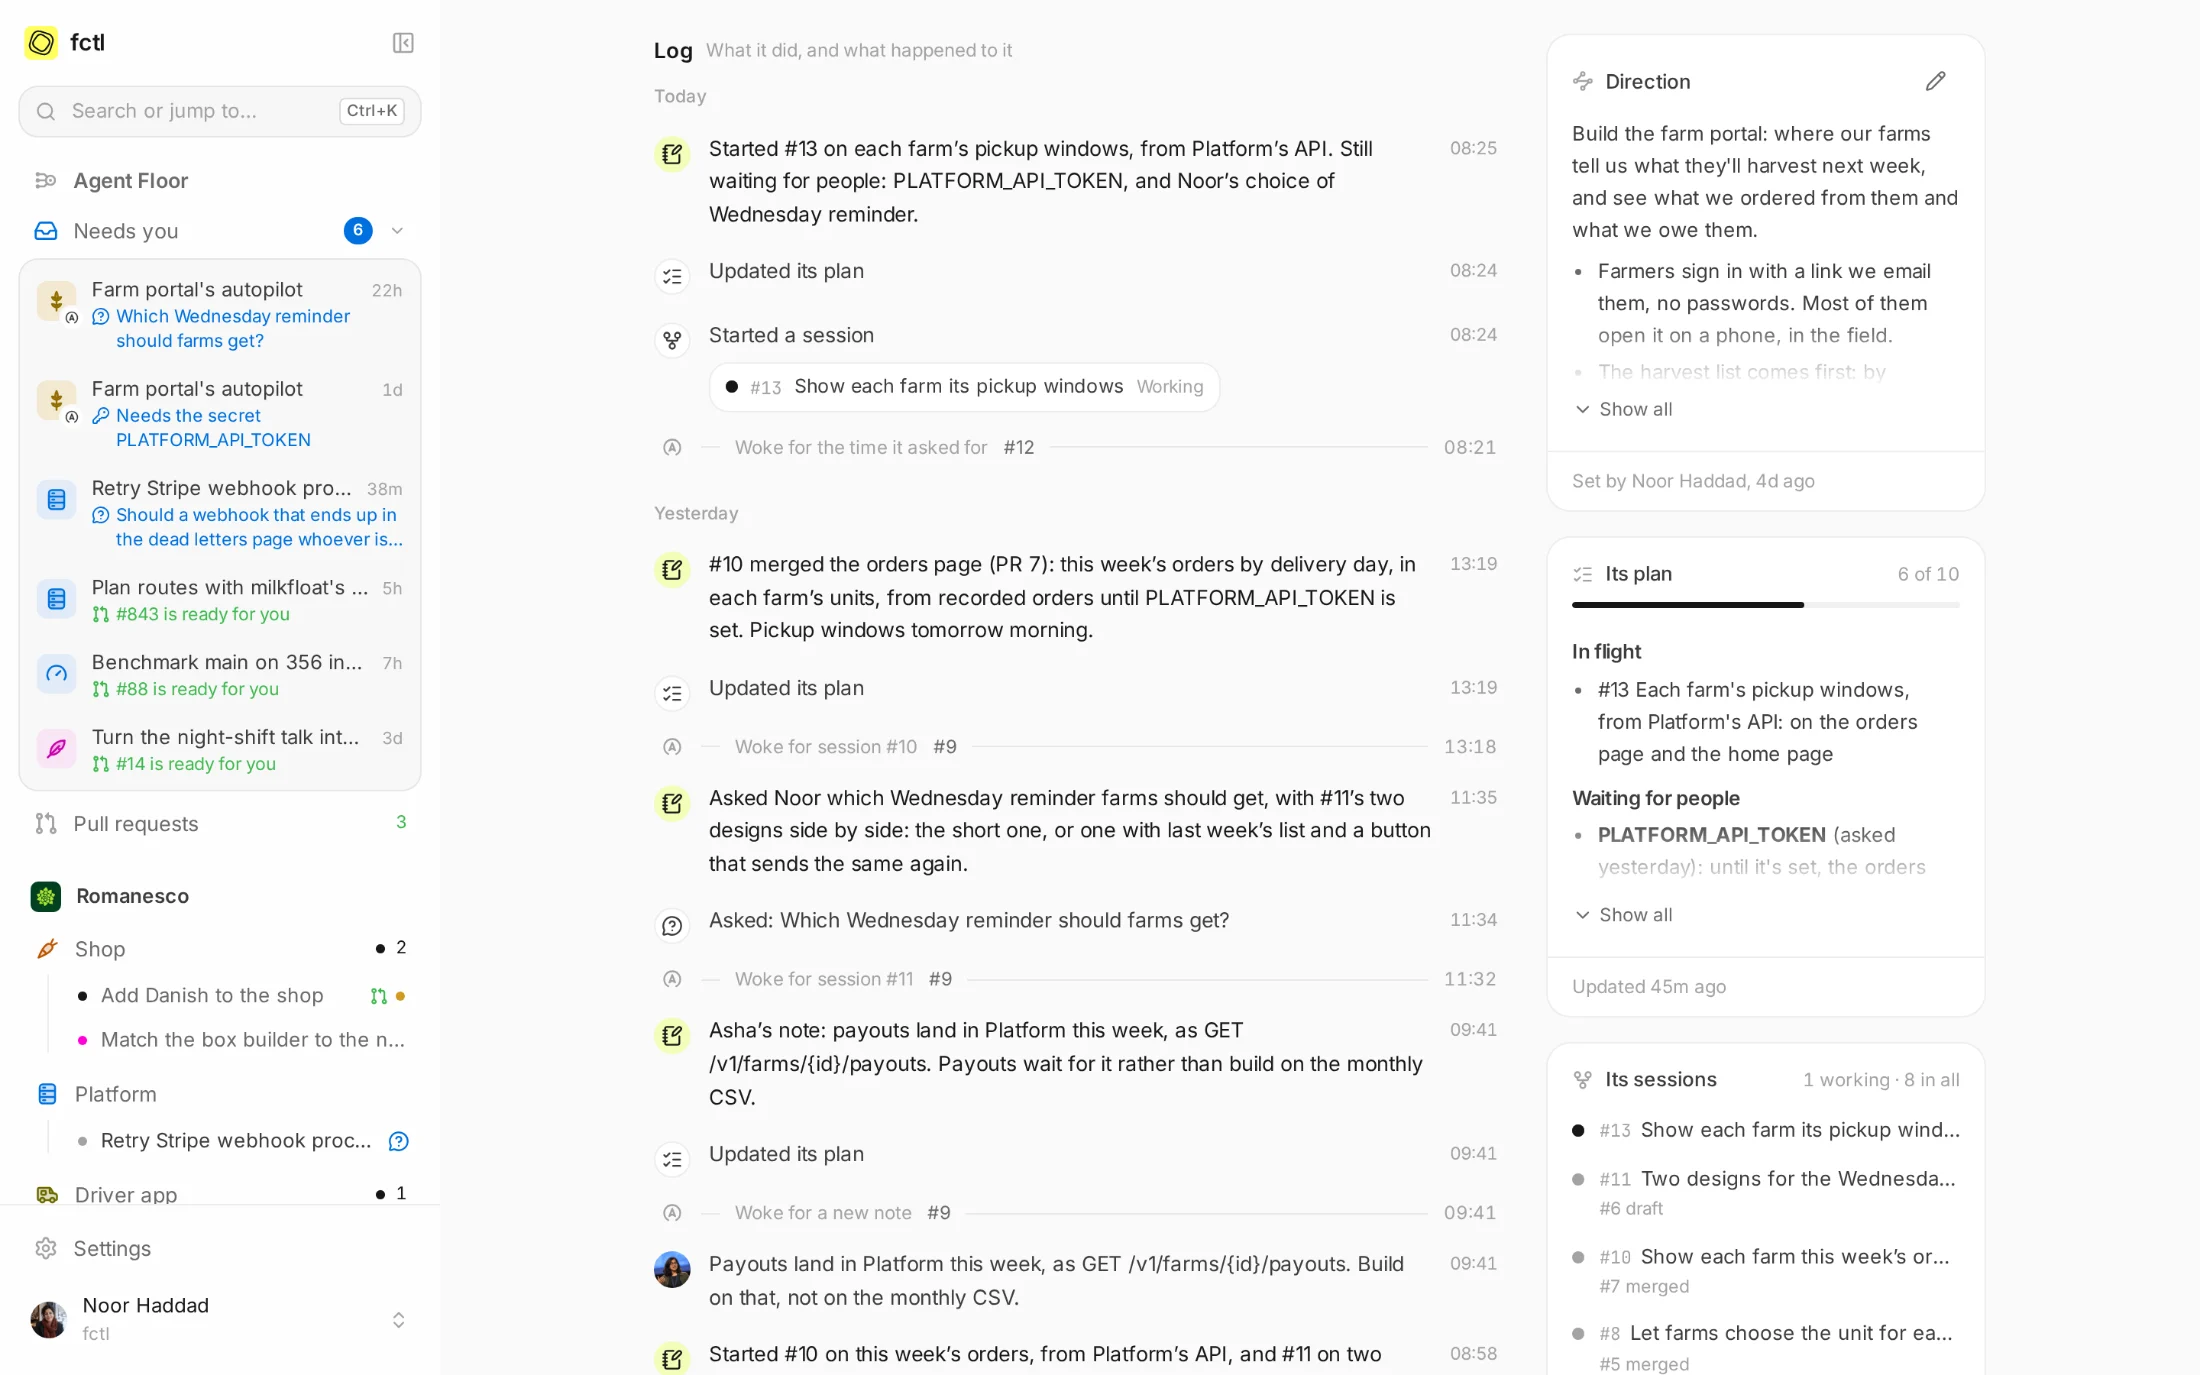 fctl
Search or jump to...
Ctrl+K
Agent Floor
Needs you
6
Farm portal's autopilot
22h
Which Wednesday reminder
should farms get?
Farm portal's autopilot
1d
Needs the secret
PLATFORM_API_TOKEN
Retry Stripe webhook pro...
38m
Should a webhook that ends up in
the dead letters page whoever is...
Plan routes with milkfloat's ...
5h
#843 is ready for you
Benchmark main on 356 in...
7h
#88 is ready for you
Turn the night-shift talk int...
3d
#14 is ready for you
Pull requests
3
Romanesco
Shop
2
Add Danish to the shop
Match the box builder to the n...
Platform
Retry Stripe webhook proc...
Driver app
1
Settings
Noor Haddad
fctl
Log What it did, and what happened to it
Today
Started #13 on each farm’s pickup windows, from Platform’s API. Still
waiting for people: PLATFORM_API_TOKEN, and Noor’s choice of
Wednesday reminder.
08:25
Updated its plan
08:24
Started a session
08:24
#13 Show each farm its pickup windows Working
Woke for the time it asked for #12
08:21
Yesterday
#10 merged the orders page (PR 7): this week’s orders by delivery day, in
each farm’s units, from recorded orders until PLATFORM_API_TOKEN is
set. Pickup windows tomorrow morning.
13:19
Updated its plan
13:19
Woke for session #10 #9
13:18
Asked Noor which Wednesday reminder farms should get, with #11’s two
designs side by side: the short one, or one with last week’s list and a button
that sends the same again.
11:35
Asked: Which Wednesday reminder should farms get?
11:34
Woke for session #11 #9
11:32
Asha’s note: payouts land in Platform this week, as GET
/v1/farms/{id}/payouts. Payouts wait for it rather than build on the monthly
CSV.
09:41
Updated its plan
09:41
Woke for a new note #9
09:41
Payouts land in Platform this week, as GET /v1/farms/{id}/payouts. Build
on that, not on the monthly CSV.
09:41
Started #10 on this week’s orders, from Platform’s API, and #11 on two
08:58
Direction
Build the farm portal: where our farms
tell us what they'll harvest next week,
and see what we ordered from them and
what we owe them.
• Farmers sign in with a link we email
them, no passwords. Most of them
open it on a phone, in the field.
• The harvest list comes first: by
Show all
Set by Noor Haddad, 4d ago
Its plan
6 of 10
In flight
• #13 Each farm's pickup windows,
from Platform's API: on the orders
page and the home page
Waiting for people
• PLATFORM_API_TOKEN (asked
yesterday): until it's set, the orders
Show all
Updated 45m ago
Its sessions
1 working · 8 in all
#13 Show each farm its pickup wind...
#11 Two designs for the Wednesda...
#6 draft
#10 Show each farm this week’s or...
#7 merged
#8 Let farms choose the unit for ea...
#5 merged